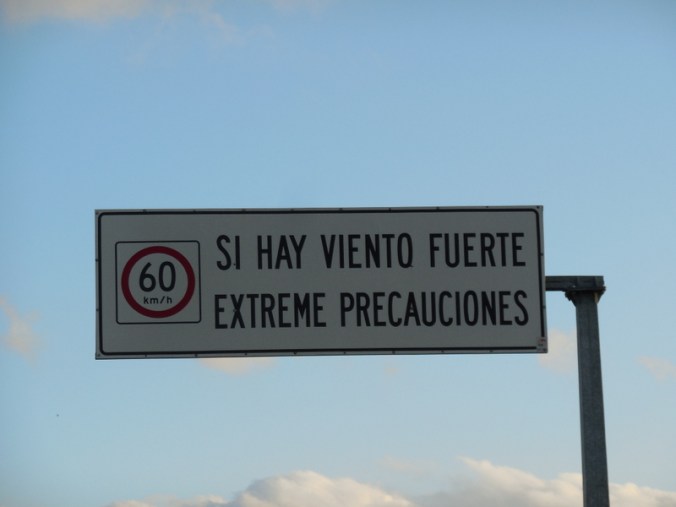 60
km/h
SI HAY VIENTO FUERTE
EXTREME PRECAUCIONES